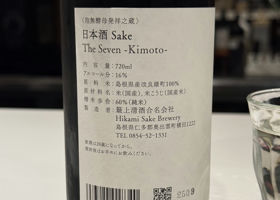 (泡無酵母発祥之蔵)
日本酒 Sake
The Seven -Kimoto-
内容量: 720ml
アルコール分: 16%
原料米: 島根県産改良雄町100%
原材料名: 米(国産)、米こうじ(国産米)
精米歩合: 60%(純米)
製造者: 簸上清酒合名会社
Hikami Sake Brewery
島根県仁多郡奥出雲町横田1222
TEL 0854-52-1331
2509